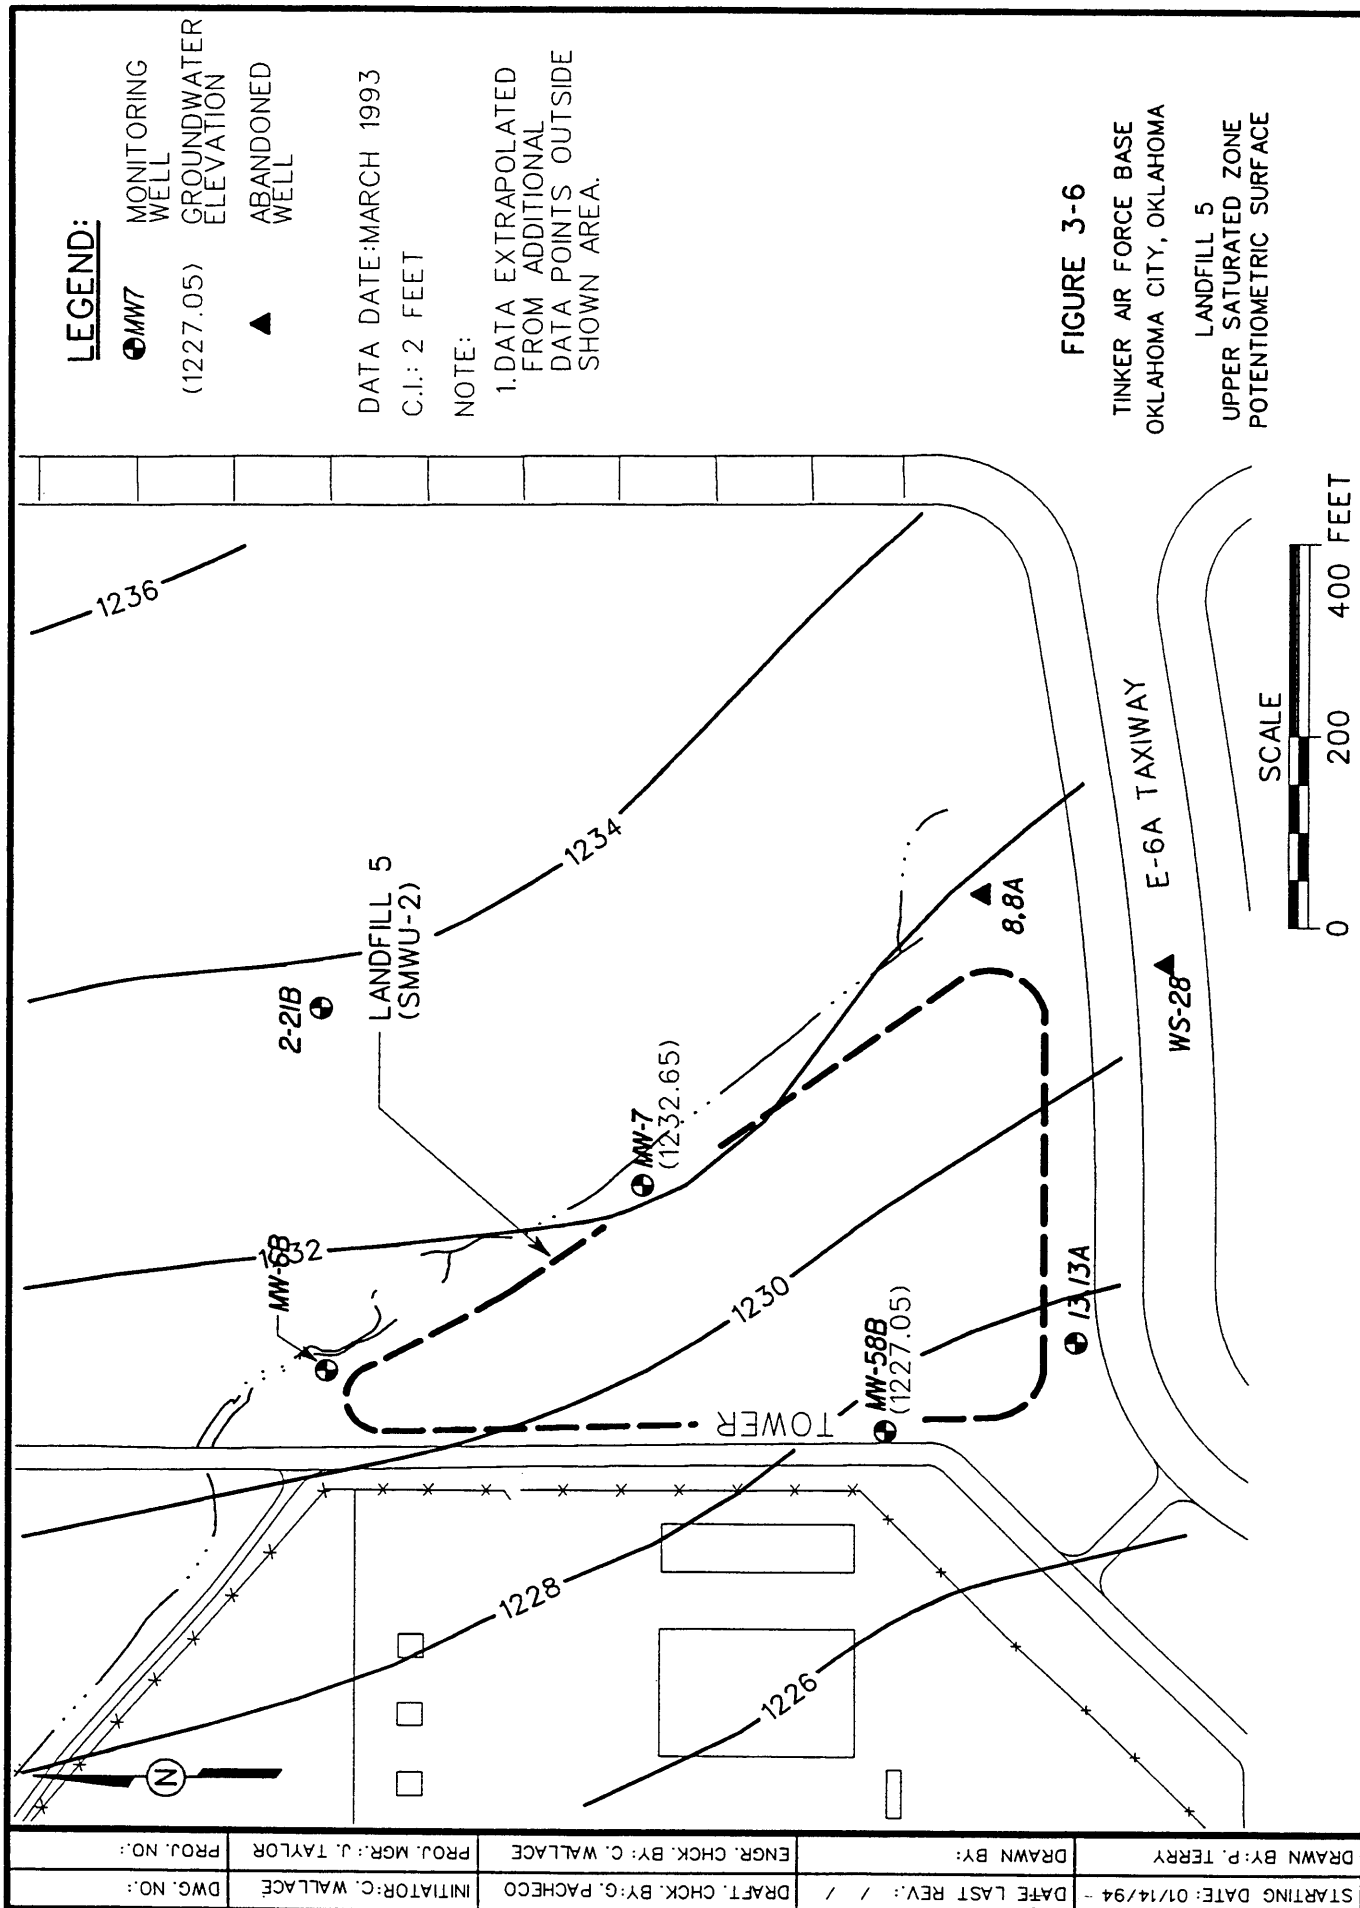 LEGEND:
MW7
MONITORING
WELL
(1227.05)
GROUNDWATER
ELEVATION
ABANDONED
WELL
DATA DATE:MARCH 1993
C.I.: 2 FEET
NOTE:
1.DATA EXTRAPOLATED
FROM ADDITIONAL
DATA POINTS OUTSIDE
SHOWN AREA.
FIGURE 3-6
TINKER AIR FORCE BASE
OKLAHOMA CITY, OKLAHOMA
LANDFILL 5
UPPER SATURATED ZONE
POTENTIOMETRIC SURFACE
1236
1234
LANDFILL 5
(SMWU-2)
2-21B
MW-7
(1232.65)
1232
MW-6B
1230
MW-58B
(1227.05)
TOWER
13,13A
8,8A
WS-28
E-6A TAXIWAY
1228
1226
N
SCALE
0 200 400 FEET
STARTING DATE: 01/14/94
DRAWN BY: P. TERRY
DATE LAST REV.: / /
DRAWN BY:
DRAFT. CHCK. BY: G. PACHECO
ENGR. CHCK. BY: C. WALLACE
INITIATOR: C. WALLACE
PROJ. MGR.: J. TAYLOR
DWG. NO.:
PROJ. NO.: